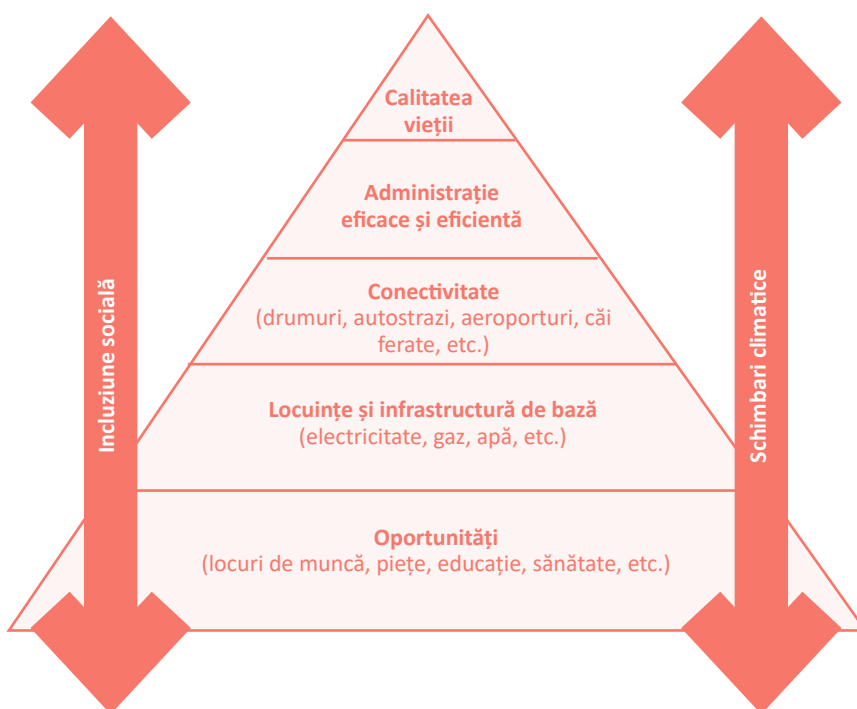 Calitatea
vieții
Administrație
eficace și eficientă
Conectivitate
(drumuri, autostrazi, aeroporturi, căi
ferate, etc.)
Locuințe și infrastructură de bază
(electricitate, gaz, apă, etc.)
Oportunități
(locuri de muncă, piețe, educație, sănătate, etc.)
Incluziune socială
Schimbari climatice